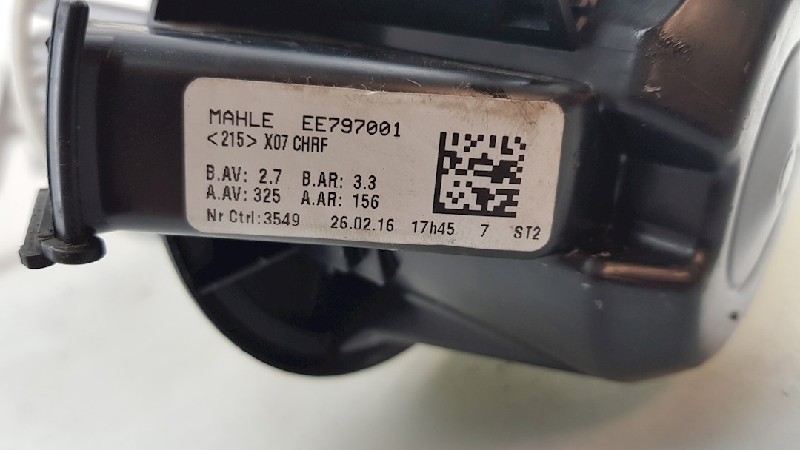 MAHLE EE797001
<215> X07 CHRF
B.AV: 2.7 B.AR: 3.3
A.AV: 325 A.AR: 156
Nr Ctrl:3549 26.02.16 17h45 7 ST2